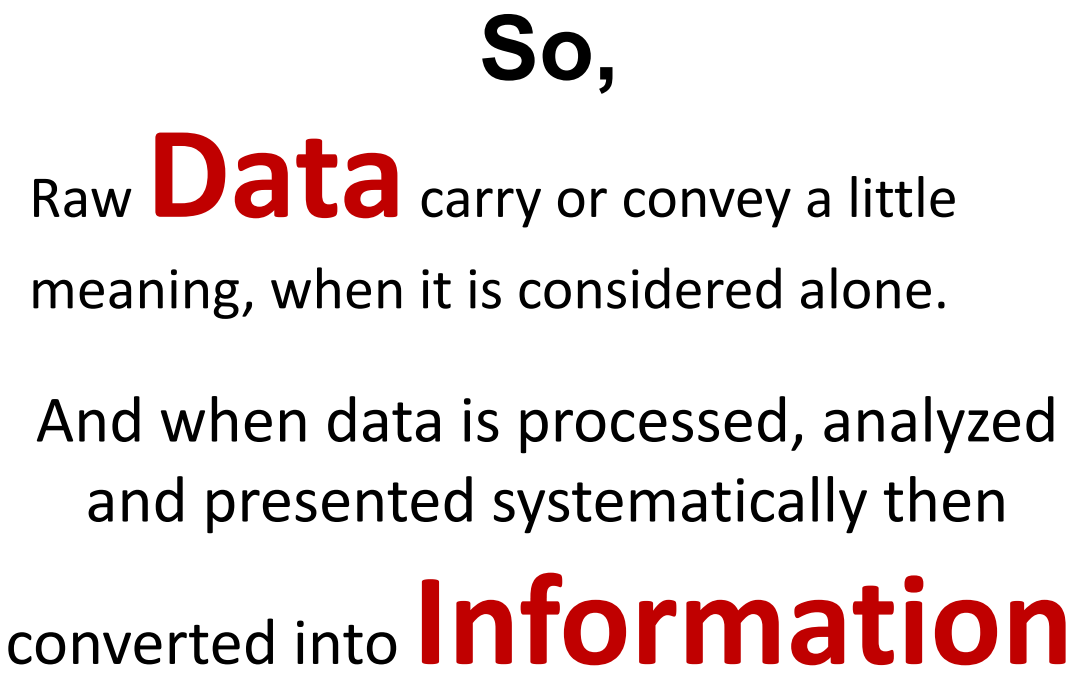 So,
Raw Data carry or convey a little
meaning, when it is considered alone.
And when data is processed, analyzed
and presented systematically then
converted into Information